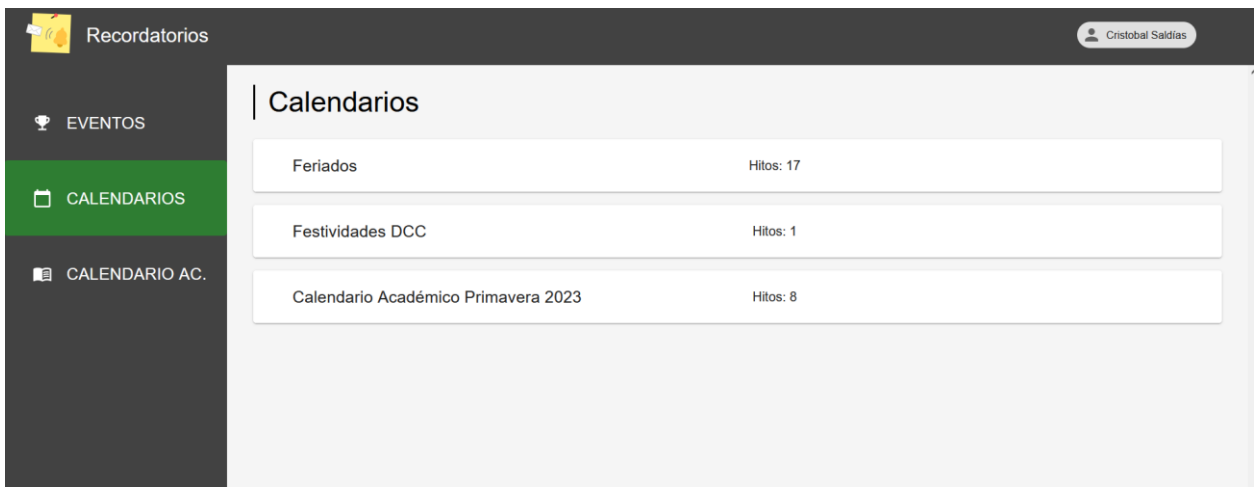 Recordatorios
Cristobal Saldías
EVENTOS
CALENDARIOS
CALENDARIO AC.
Calendarios
Feriados Hitos: 17
Festividades DCC Hitos: 1
Calendario Académico Primavera 2023 Hitos: 8